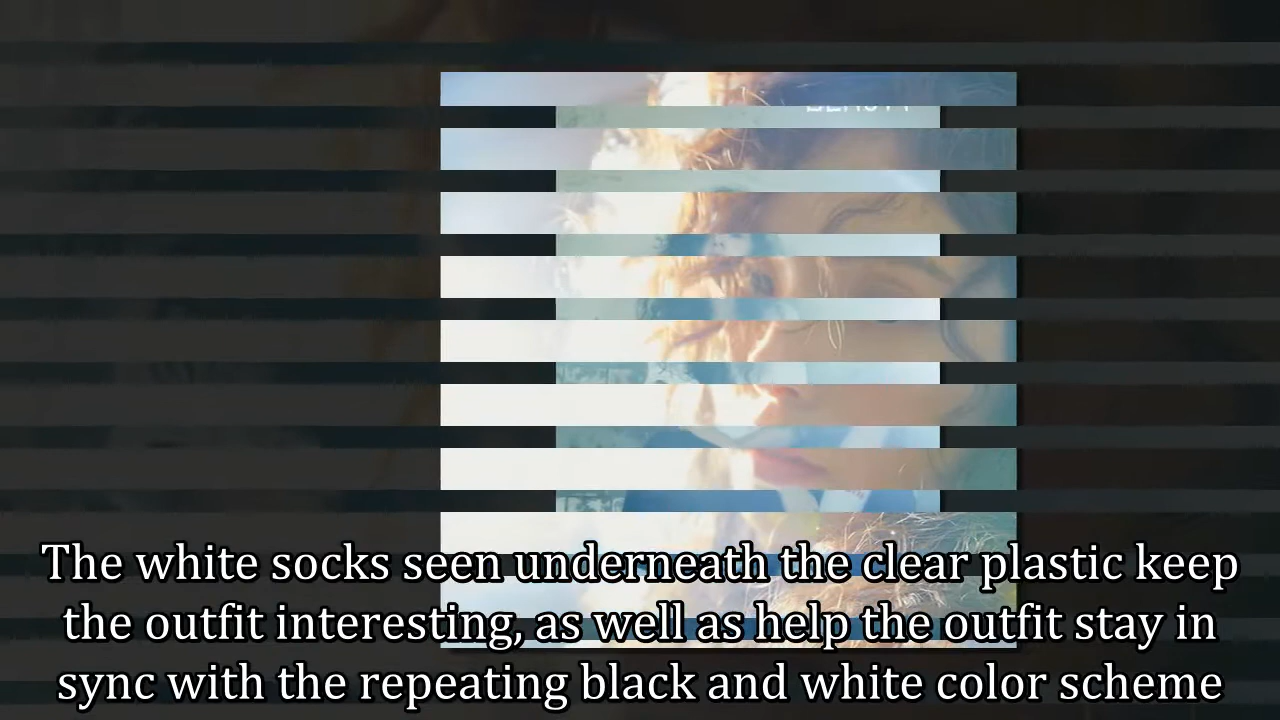 The white socks seen underneath the clear plastic keep
the outfit interesting, as well as help the outfit stay in
sync with the repeating black and white color scheme